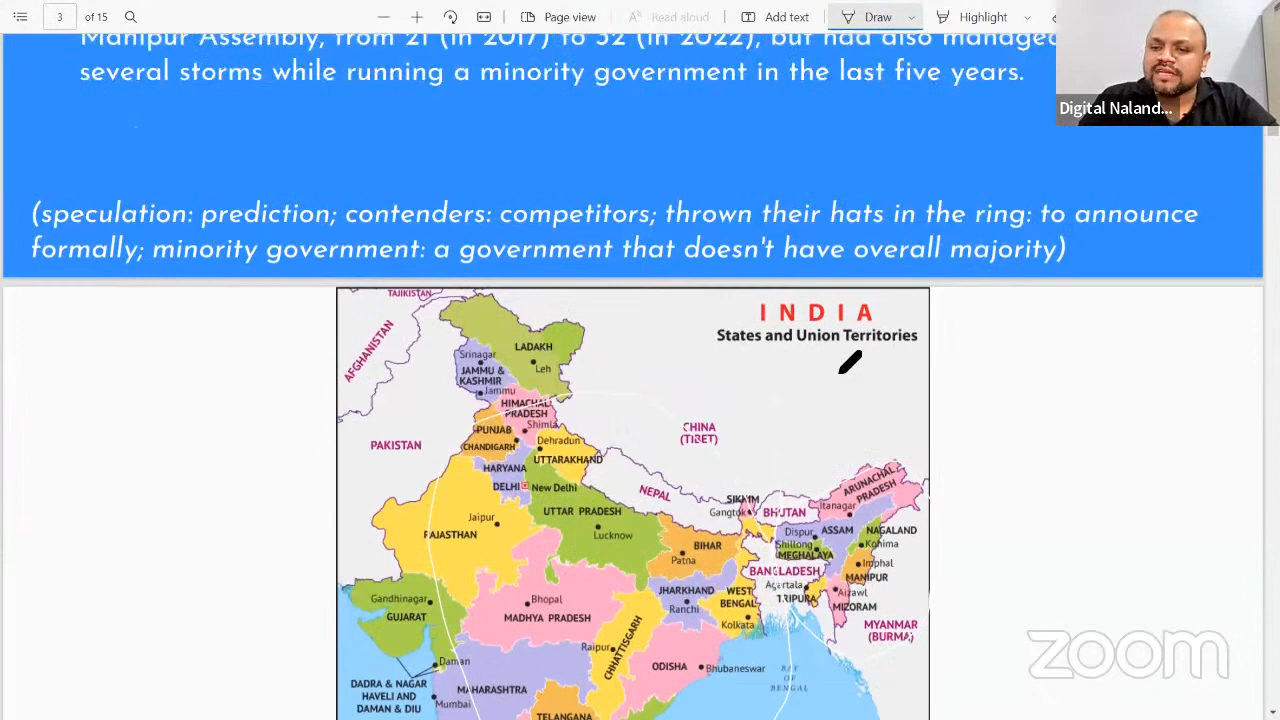 3 of 15
Page view
Read aloud
Add text
Draw
Highlight
Manipur Assembly, from 21 (in 2017) to 32 (in 2022), but had also managed
several storms while running a minority government in the last five years.
Digital Naland...
(speculation: prediction; contenders: competitors; thrown their hats in the ring: to announce
formally; minority government: a government that doesn't have overall majority)
INDIA
States and Union Territories
TAJIKISTAN
AFGHANISTAN
LADAKH
Leh
Srinagar
JAMMU &
KASHMIR
Jammu
HIMACHAL
PRADESH
Shimla
PUNJAB
CHANDIGARH
Dehradun
UTTARAKHAND
PAKISTAN
CHINA
(TIBET)
HARYANA
DELHI
New Delhi
NEPAL
SIKKIM
Gangtok
BHUTAN
ARUNACHAL
PRADESH
Itanagar
Jaipur
RAJASTHAN
UTTAR PRADESH
Lucknow
BIHAR
Patna
Dispur
ASSAM
NAGALAND
Kohima
Shillong
MEGHALAYA
Imphal
MANIPUR
BANGLADESH
Agartala
TRIPURA
Aizawl
MIZORAM
MYANMAR
(BURMA)
Gandhinagar
GUJARAT
Bhopal
MADHYA PRADESH
JHARKHAND
Ranchi
WEST
BENGAL
Kolkata
Raipur
CHHATTISGARH
ODISHA
Bhubaneswar
BAY
OF
BENGAL
Daman
DADRA & NAGAR
HAVELI AND
DAMAN & DIU
MAHARASHTRA
Mumbai
TELANGANA
zoom